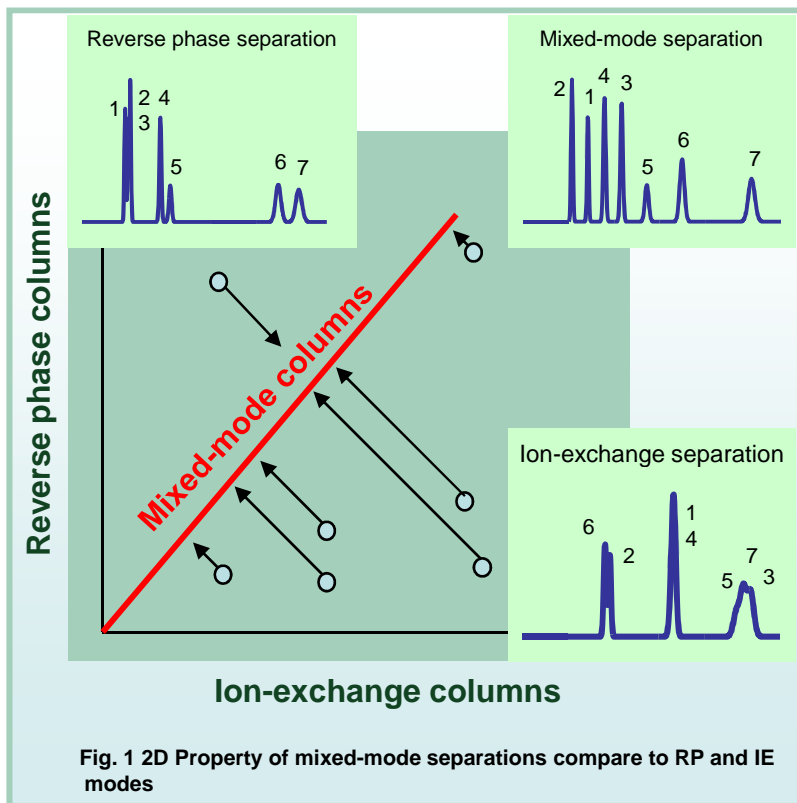 Reverse phase separation
1
2
3
4
5
6
7
Mixed-mode separation
2
1
4
3
5
6
7
Reverse phase columns
Mixed-mode columns
Ion-exchange separation
6
2
1
4
5
7
3
Ion-exchange columns
Fig. 1 2D Property of mixed-mode separations compare to RP and IE
modes